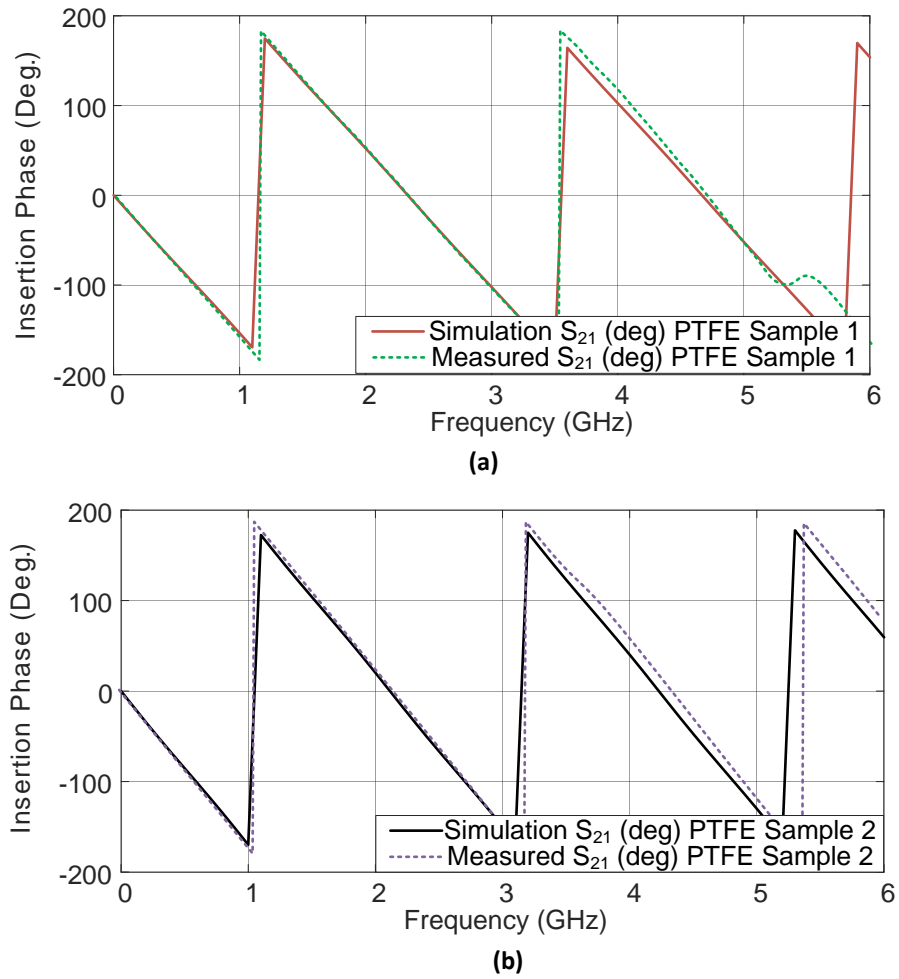 200
100
0
-100
-200
Insertion Phase (Deg.)
Simulation S₂₁ (deg) PTFE Sample 1
Measured S₂₁ (deg) PTFE Sample 1
0 1 2 3 4 5 6
Frequency (GHz)
(a)
200
100
0
-100
-200
Insertion Phase (Deg.)
Simulation S₂₁ (deg) PTFE Sample 2
Measured S₂₁ (deg) PTFE Sample 2
0 1 2 3 4 5 6
Frequency (GHz)
(b)